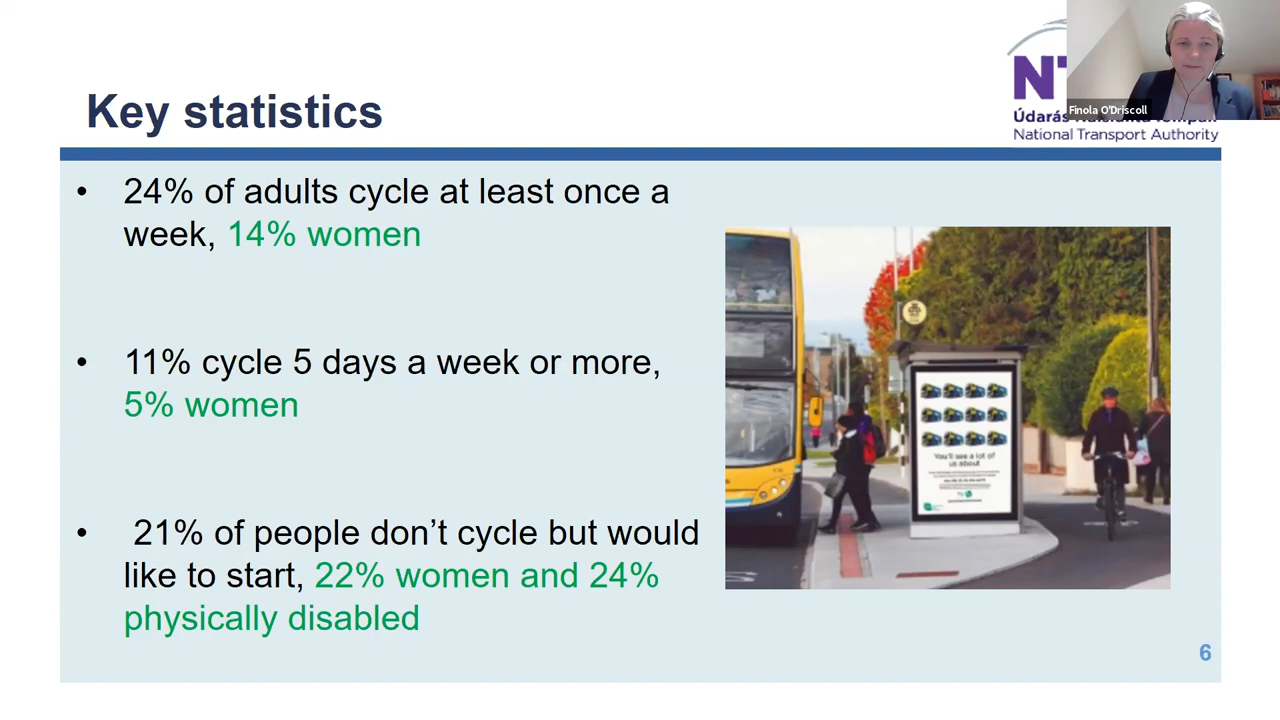 Key statistics
NT
Finola O'Driscoll
Údarás
National Transport Authority
• 24% of adults cycle at least once a
week, 14% women
• 11% cycle 5 days a week or more,
5% women
• 21% of people don’t cycle but would
like to start, 22% women and 24%
physically disabled
You'll see a lot of
us about
6